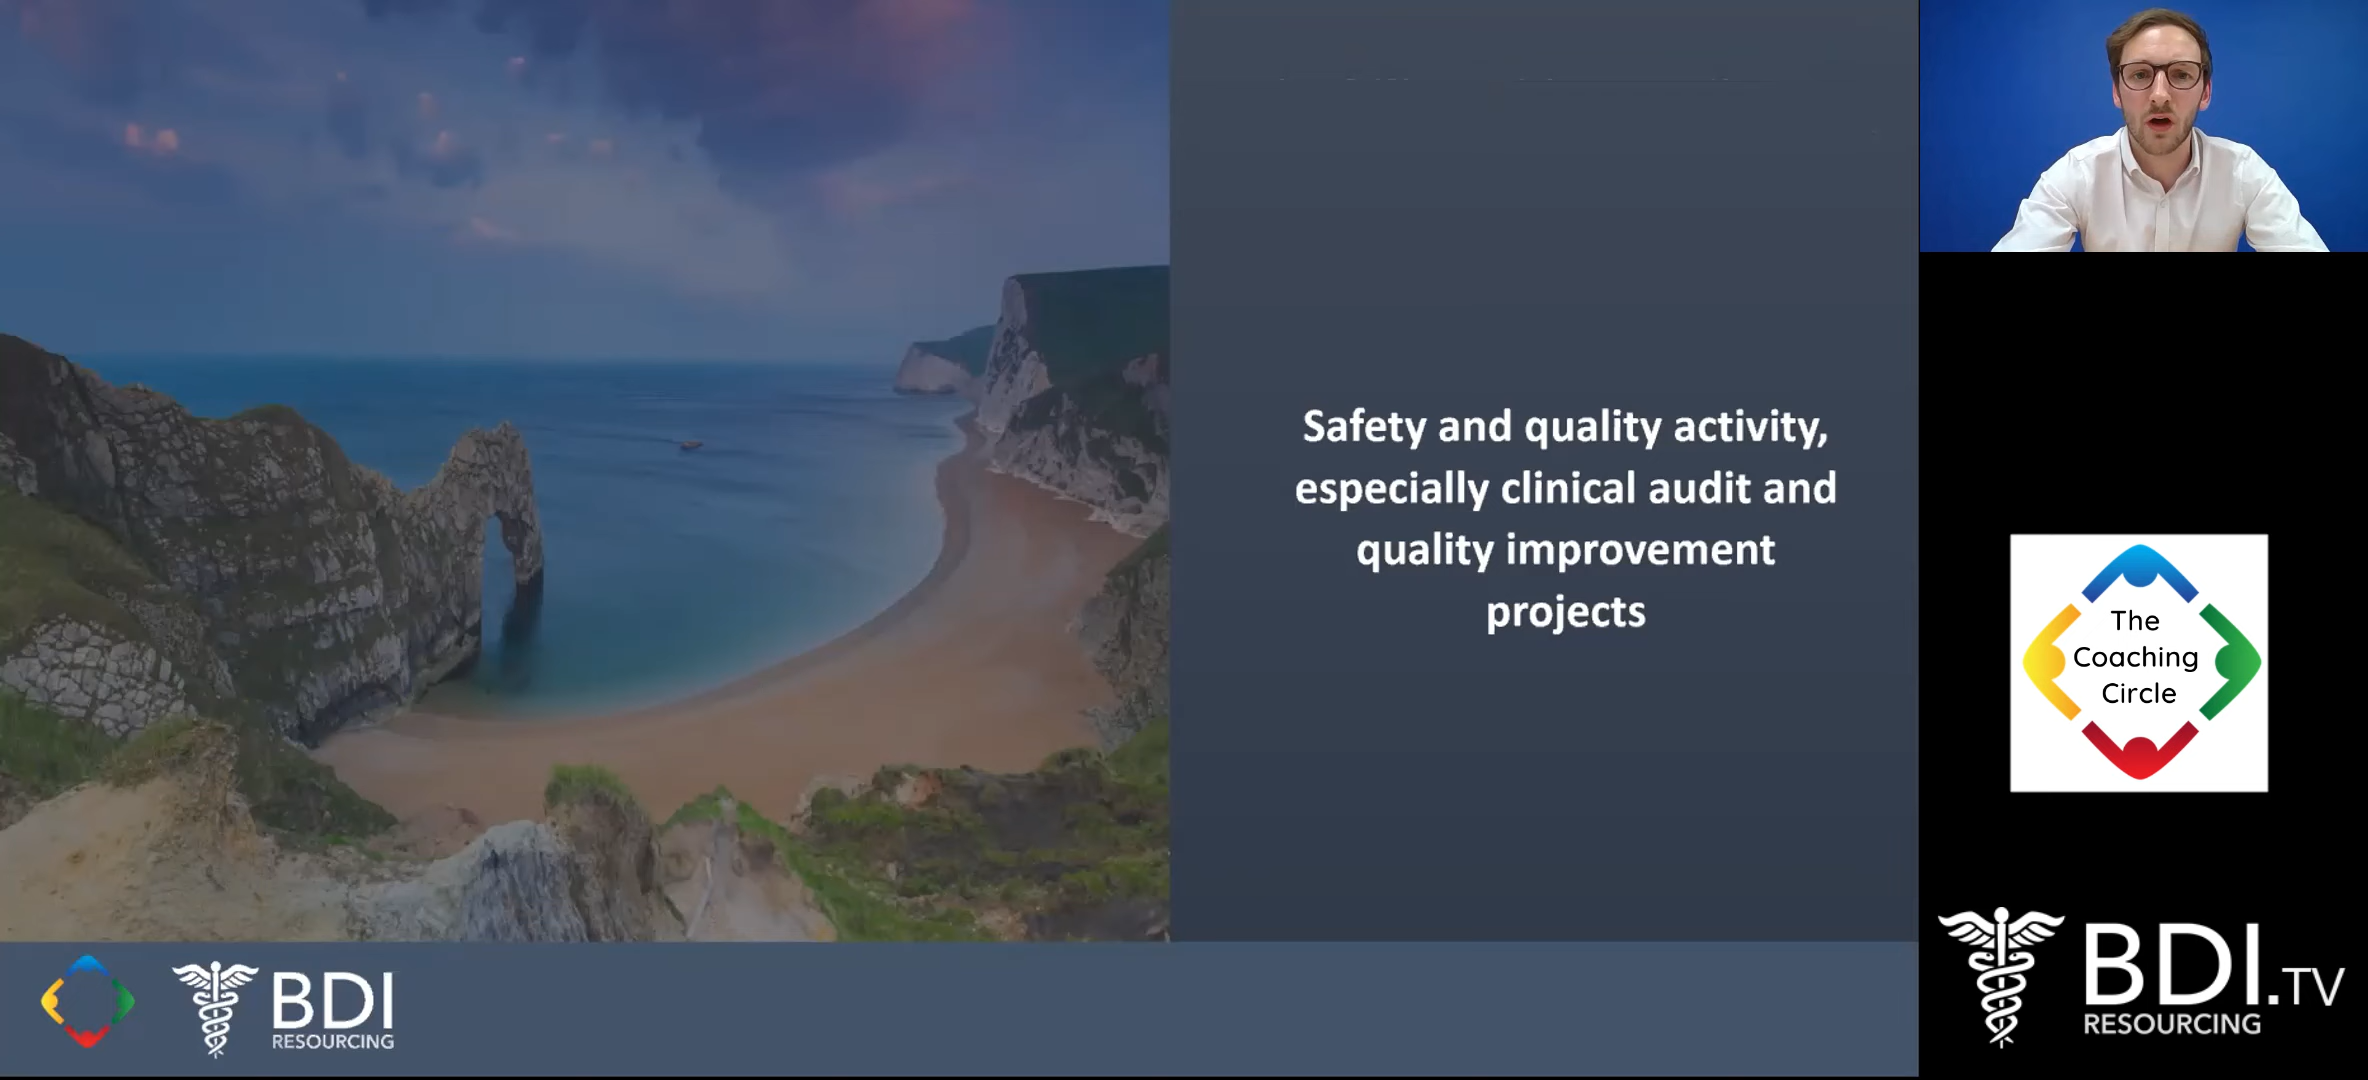 Safety and quality activity,
especially clinical audit and
quality improvement
projects
The
Coaching
Circle
BDI
RESOURCING
BDI.TV
RESOURCING